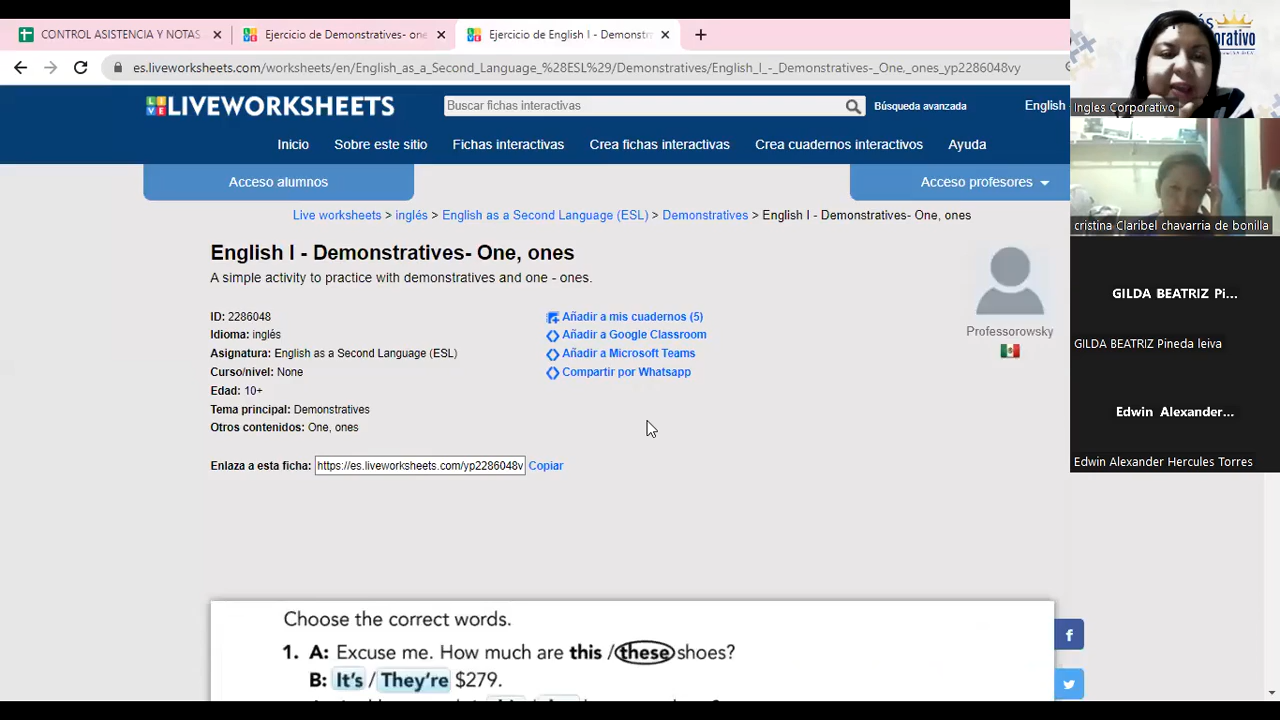 CONTROL ASISTENCIA Y NOTAS
Ejercicio de Demonstratives- one
Ejercicio de English I - Demonstr
es.liveworksheets.com/worksheets/en/English_as_a_Second_Language_%28ESL%29/Demonstratives/English_I_-_Demonstratives-_One,_ones_yp2286048vy
LIVEWORKSHEETS
Buscar fichas interactivas
Búsqueda avanzada
English
Inicio
Sobre este sitio
Fichas interactivas
Crea fichas interactivas
Crea cuadernos interactivos
Ayuda
Acceso alumnos
Acceso profesores
Live worksheets > inglés > English as a Second Language (ESL) > Demonstratives > English I - Demonstratives- One, ones
English I - Demonstratives- One, ones
A simple activity to practice with demonstratives and one - ones.
ID: 2286048
Idioma: inglés
Asignatura: English as a Second Language (ESL)
Curso/nivel: None
Edad: 10+
Tema principal: Demonstratives
Otros contenidos: One, ones
Añadir a mis cuadernos (5)
Añadir a Google Classroom
Añadir a Microsoft Teams
Compartir por Whatsapp
Professorowsky
Enlaza a esta ficha: https://es.liveworksheets.com/yp2286048v Copiar
Choose the correct words.
1. A: Excuse me. How much are this / these shoes?
B: It's / They're $279.
Ingles Corporativo
cristina Claribel chavarria de bonilla
GILDA BEATRIZ Pi...
GILDA BEATRIZ Pineda leiva
Edwin Alexander...
Edwin Alexander Hercules Torres